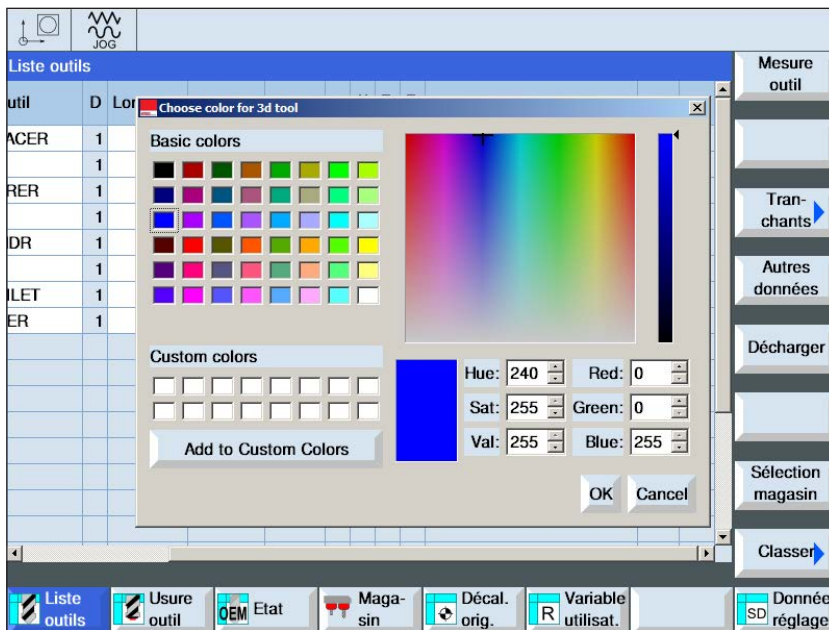 JOG
Liste outils
util D Lor
ACER 1
1
RER 1
1
DR 1
1
ILET 1
ER 1
Choose color for 3d tool
Basic colors
Custom colors
Add to Custom Colors
Hue: 240 Red: 0
Sat: 255 Green: 0
Val: 255 Blue: 255
OK Cancel
Mesure
outil
Tran-
chants
Autres
données
Décharger
Sélection
magasin
Classer
Liste
outils
Usure
outil
OEM Etat
Maga-
sin
Décal.
orig.
R Variable
utilisat.
SD Donnée
réglage